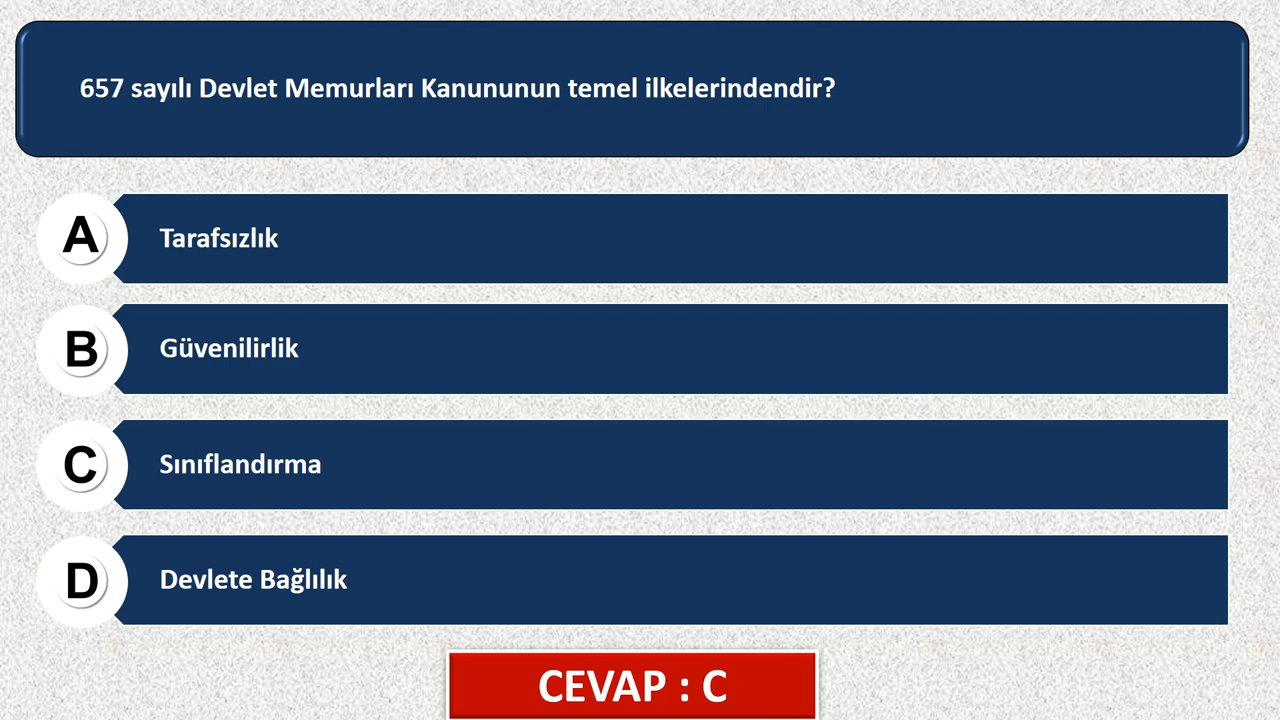 657 sayılı Devlet Memurları Kanununun temel ilkelerindendir?
A Tarafsızlık
B Güvenilirlik
C Sınıflandırma
D Devlete Bağlılık
CEVAP : C